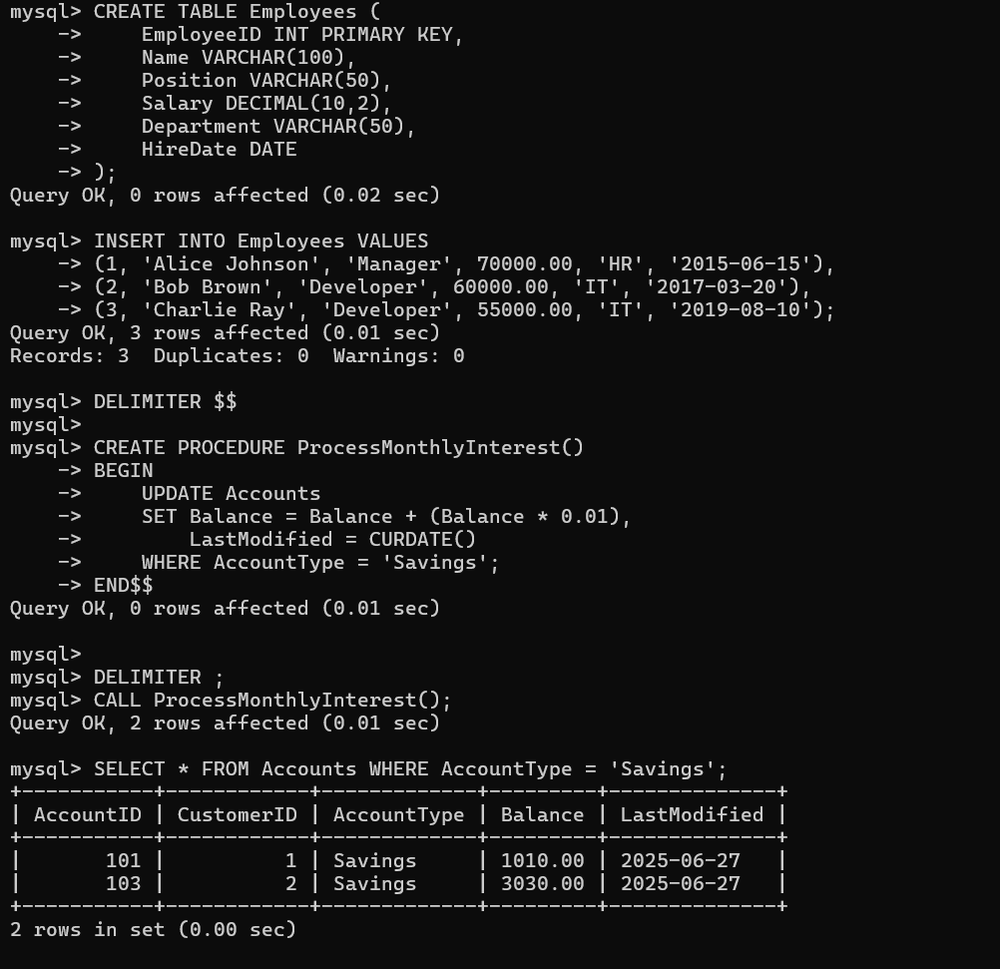 mysql> CREATE TABLE Employees (
    ->     EmployeeID INT PRIMARY KEY,
    ->     Name VARCHAR(100),
    ->     Position VARCHAR(50),
    ->     Salary DECIMAL(10,2),
    ->     Department VARCHAR(50),
    ->     HireDate DATE
    -> );
Query OK, 0 rows affected (0.02 sec)

mysql> INSERT INTO Employees VALUES
    -> (1, 'Alice Johnson', 'Manager', 70000.00, 'HR', '2015-06-15'),
    -> (2, 'Bob Brown', 'Developer', 60000.00, 'IT', '2017-03-20'),
    -> (3, 'Charlie Ray', 'Developer', 55000.00, 'IT', '2019-08-10');
Query OK, 3 rows affected (0.01 sec)
Records: 3  Duplicates: 0  Warnings: 0

mysql> DELIMITER $$
mysql>
mysql> CREATE PROCEDURE ProcessMonthlyInterest()
    -> BEGIN
    ->     UPDATE Accounts
    ->     SET Balance = Balance + (Balance * 0.01),
    ->         LastModified = CURDATE()
    ->     WHERE AccountType = 'Savings';
    -> END$$
Query OK, 0 rows affected (0.01 sec)

mysql>
mysql> DELIMITER ;
mysql> CALL ProcessMonthlyInterest();
Query OK, 2 rows affected (0.01 sec)

mysql> SELECT * FROM Accounts WHERE AccountType = 'Savings';
+-----------+------------+-------------+---------+--------------+
| AccountID | CustomerID | AccountType | Balance | LastModified |
+-----------+------------+-------------+---------+--------------+
|       101 |          1 | Savings     | 1010.00 | 2025-06-27   |
|       103 |          2 | Savings     | 3030.00 | 2025-06-27   |
+-----------+------------+-------------+---------+--------------+
2 rows in set (0.00 sec)